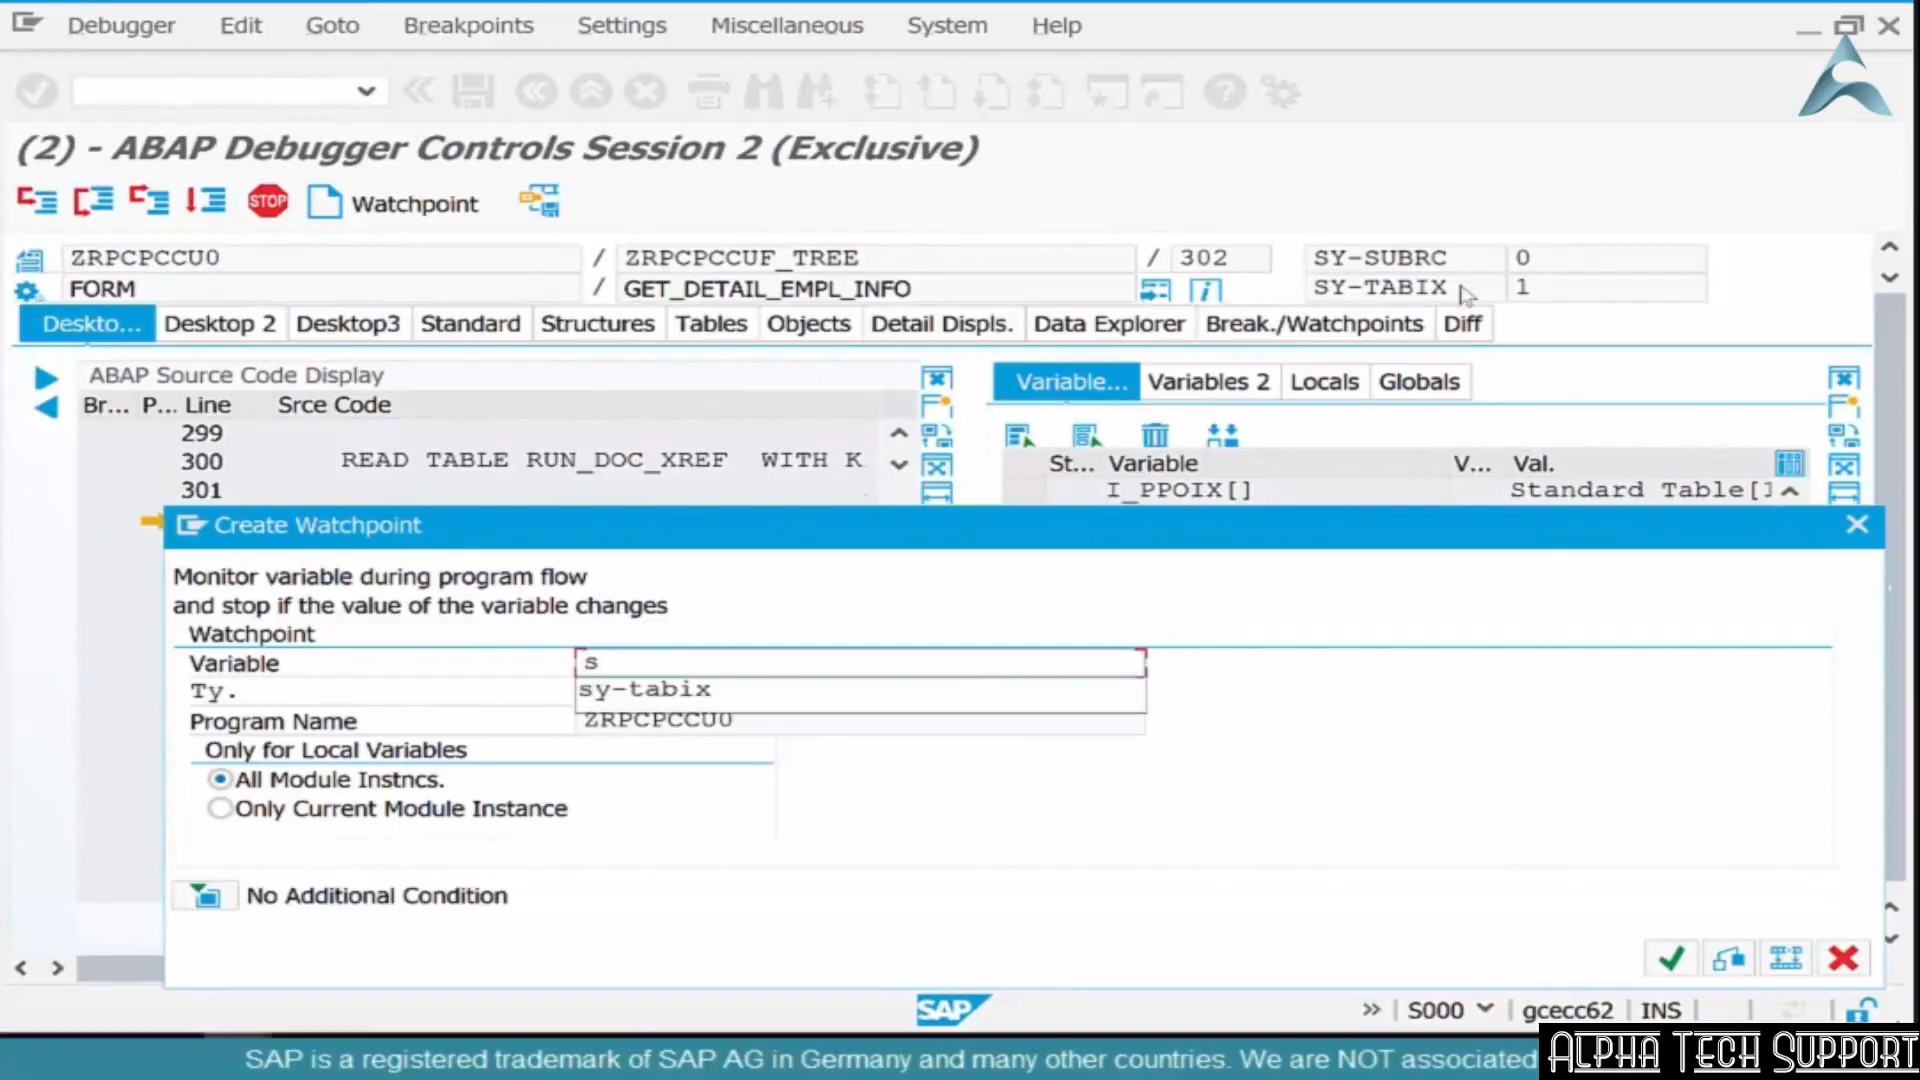 Debugger Edit Goto Breakpoints Settings Miscellaneous System Help
(2) - ABAP Debugger Controls Session 2 (Exclusive)
STOP Watchpoint
ZRPCPCCU0 / ZRPCPCCUF_TREE / 302 SY-SUBRC 0
FORM / GET_DETAIL_EMPL_INFO SY-TABIX 1
Deskto... Desktop 2 Desktop3 Standard Structures Tables Objects Detail Displs. Data Explorer Break./Watchpoints Diff
ABAP Source Code Display Variable... Variables 2 Locals Globals
Br... P... Line Srce Code
299
300 READ TABLE RUN_DOC_XREF WITH K
St... Variable V... Val.
301 I_PPOIX[] Standard Table[
Create Watchpoint
Monitor variable during program flow
and stop if the value of the variable changes
Watchpoint
Variable s
Ty. sy-tabix
Program Name ZRPCPCCU0
Only for Local Variables
All Module Instncs.
Only Current Module Instance
No Additional Condition
SAP S000 gcecc62 INS
SAP is a registered trademark of SAP AG in Germany and many other countries. We are NOT associated
Alpha Tech Support